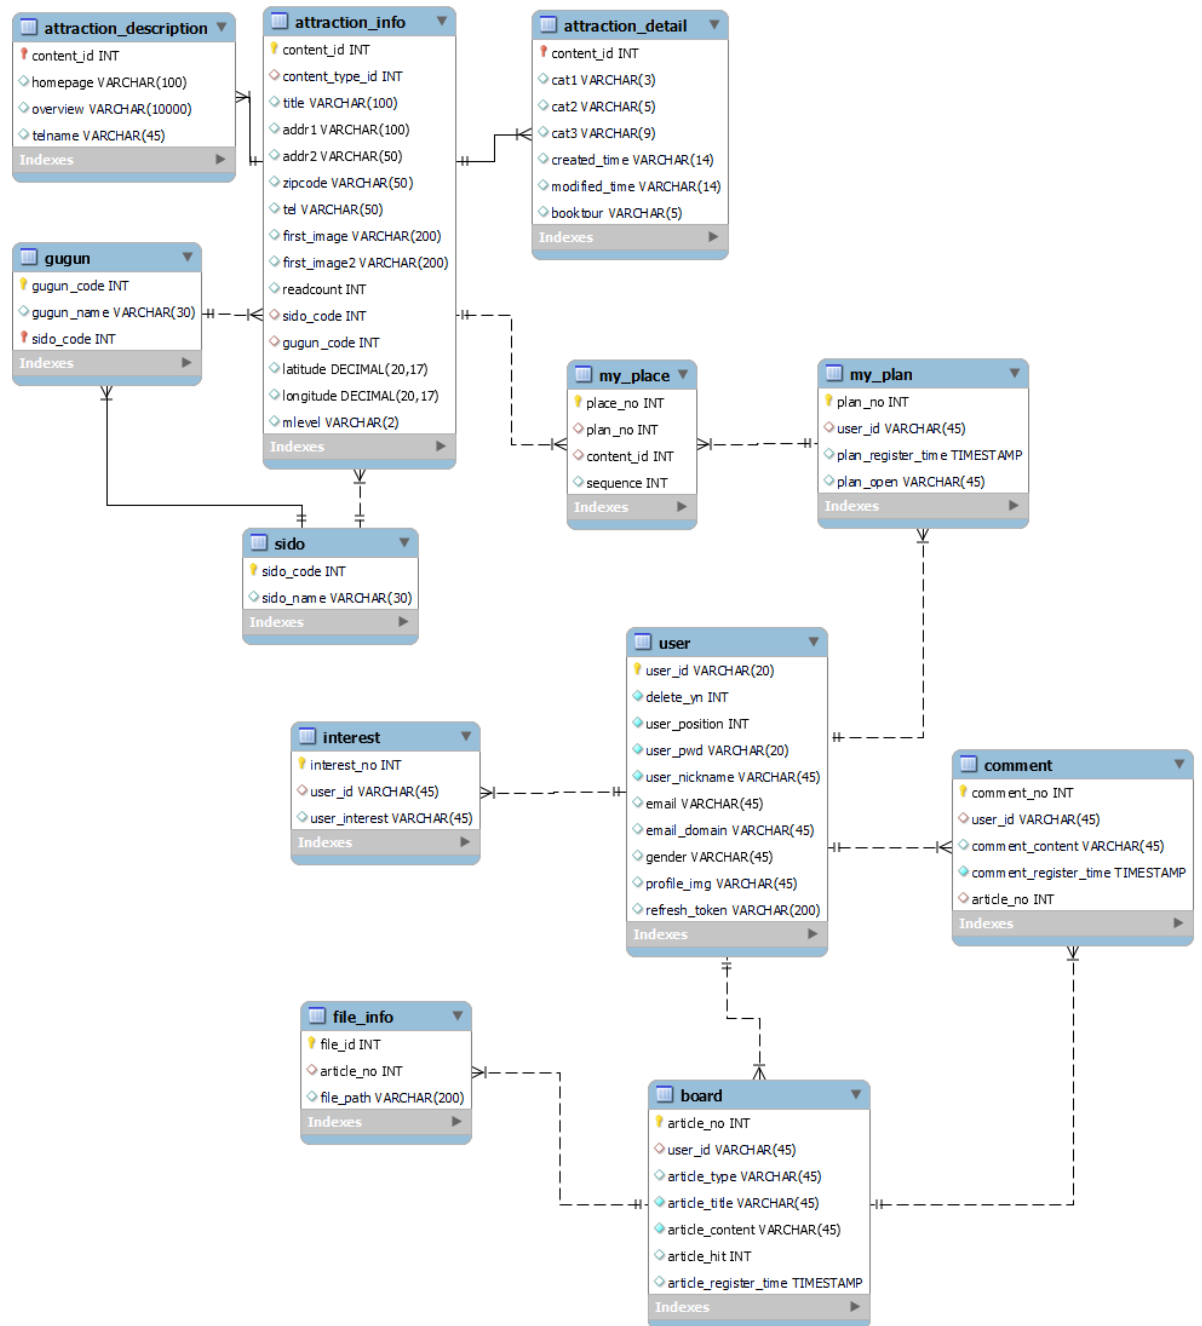 attraction_description
content_id INT
homepage VARCHAR(100)
overview VARCHAR(10000)
telname VARCHAR(45)
Indexes
attraction_info
content_id INT
content_type_id INT
title VARCHAR(100)
addr1 VARCHAR(100)
addr2 VARCHAR(50)
zipcode VARCHAR(50)
tel VARCHAR(50)
first_image VARCHAR(200)
first_image2 VARCHAR(200)
readcount INT
sido_code INT
gugun_code INT
latitude DECIMAL(20,17)
longitude DECIMAL(20,17)
mlevel VARCHAR(2)
Indexes
attraction_detail
content_id INT
cat1 VARCHAR(3)
cat2 VARCHAR(5)
cat3 VARCHAR(9)
created_time VARCHAR(14)
modified_time VARCHAR(14)
booktour VARCHAR(5)
Indexes
gugun
gugun_code INT
gugun_name VARCHAR(30)
sido_code INT
Indexes
my_place
place_no INT
plan_no INT
content_id INT
sequence INT
Indexes
my_plan
plan_no INT
user_id VARCHAR(45)
plan_register_time TIMESTAMP
plan_open VARCHAR(45)
Indexes
sido
sido_code INT
sido_name VARCHAR(30)
Indexes
user
user_id VARCHAR(20)
delete_yn INT
user_position INT
user_pwd VARCHAR(20)
user_nickname VARCHAR(45)
email VARCHAR(45)
email_domain VARCHAR(45)
gender VARCHAR(45)
profile_img VARCHAR(45)
refresh_token VARCHAR(200)
Indexes
interest
interest_no INT
user_id VARCHAR(45)
user_interest VARCHAR(45)
Indexes
comment
comment_no INT
user_id VARCHAR(45)
comment_content VARCHAR(45)
comment_register_time TIMESTAMP
article_no INT
Indexes
file_info
file_id INT
article_no INT
file_path VARCHAR(200)
Indexes
board
article_no INT
user_id VARCHAR(45)
article_type VARCHAR(45)
article_title VARCHAR(45)
article_content VARCHAR(45)
article_hit INT
article_register_time TIMESTAMP
Indexes